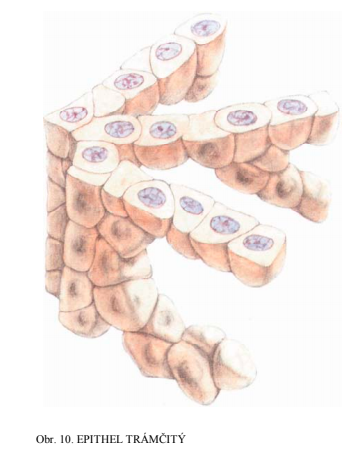 Obr. 10. EPITHEL TRÁMČITÝ